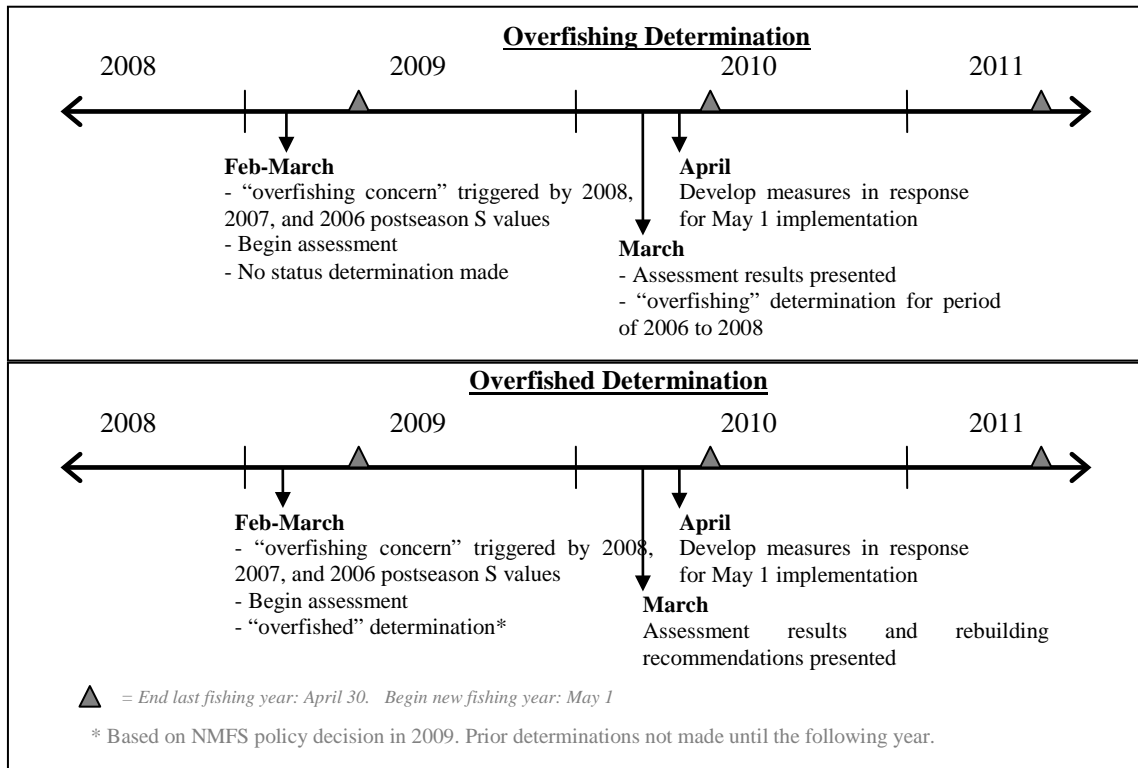 Overfishing Determination
2008 2009 2010 2011
Feb-March
- “overfishing concern” triggered by 2008,
2007, and 2006 postseason S values
- Begin assessment
- No status determination made
April
Develop measures in response
for May 1 implementation
March
- Assessment results presented
- “overfishing” determination for period
of 2006 to 2008
Overfished Determination
2008 2009 2010 2011
Feb-March
- “overfishing concern” triggered by 2008,
2007, and 2006 postseason S values
- Begin assessment
- “overfished” determination*
April
Develop measures in response
for May 1 implementation
March
Assessment results and rebuilding
recommendations presented
= End last fishing year: April 30. Begin new fishing year: May 1
* Based on NMFS policy decision in 2009. Prior determinations not made until the following year.